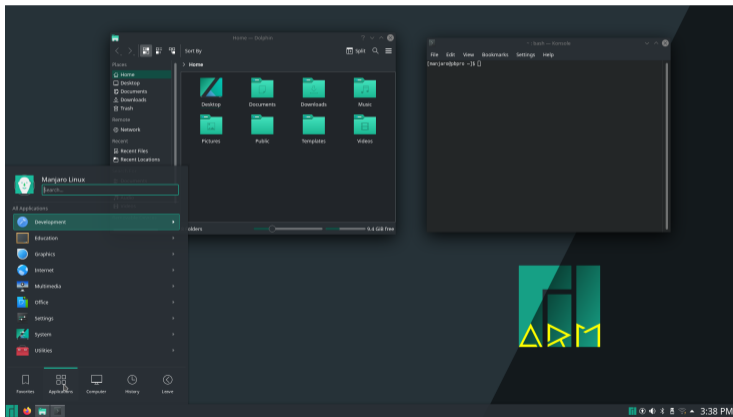 Home — Dolphin
Sort By
Split
Places
Home
Home
Desktop
Documents
Downloads
Trash
Remote
Network
Recent
Recent Files
Recent Locations
Desktop
Documents
Downloads
Music
Pictures
Public
Templates
Videos
olders
9.4 GiB free
bash — Konsole
File Edit View Bookmarks Settings Help
[manjaro@pbpro ~]$
Manjaro Linux
Search...
All Applications
Development
Education
Graphics
Internet
Multimedia
Office
Settings
System
Utilities
Favorites
Applications
Computer
History
Leave
ARM
3:38 PM